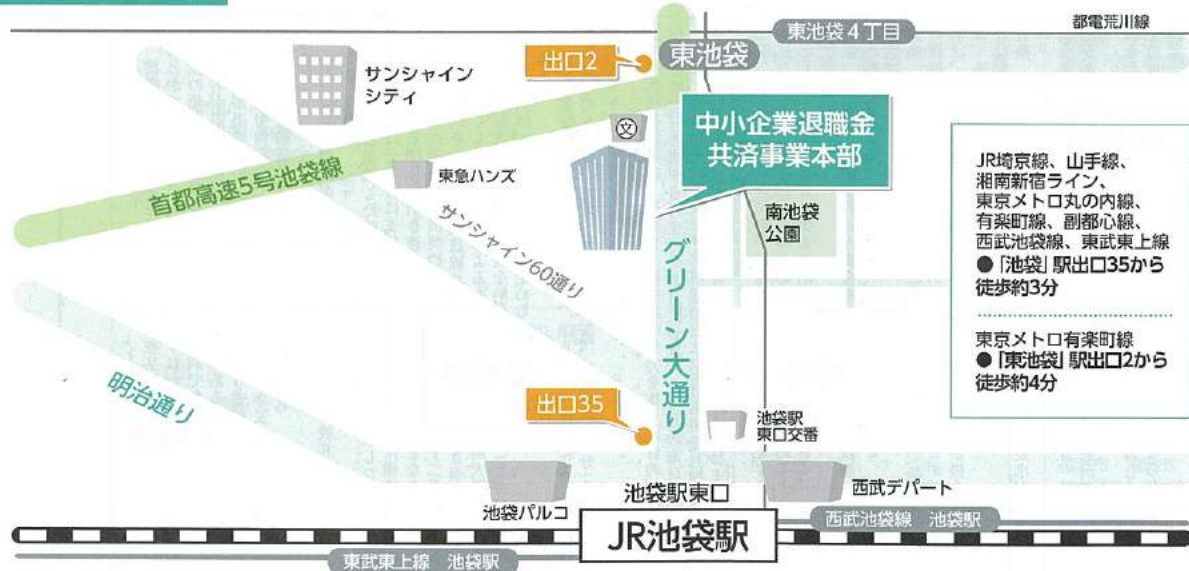 都電荒川線
東池袋4丁目
出口2
東池袋
サンシャイン
シティ
中小企業退職金
共済事業本部
文
首都高速5号池袋線
東急ハンズ
サンシャイン60通り
南池袋
公園
グリーン大通り
明治通り
出口35
池袋駅
東口交番
池袋パルコ
池袋駅東口
西武デパート
JR池袋駅
西武池袋線 池袋駅
東武東上線 池袋駅
JR埼京線、山手線、
湘南新宿ライン、
東京メトロ丸の内線、
有楽町線、副都心線、
西武池袋線、東武東上線
●「池袋」駅出口35から
徒歩約3分
東京メトロ有楽町線
●「東池袋」駅出口2から
徒歩約4分